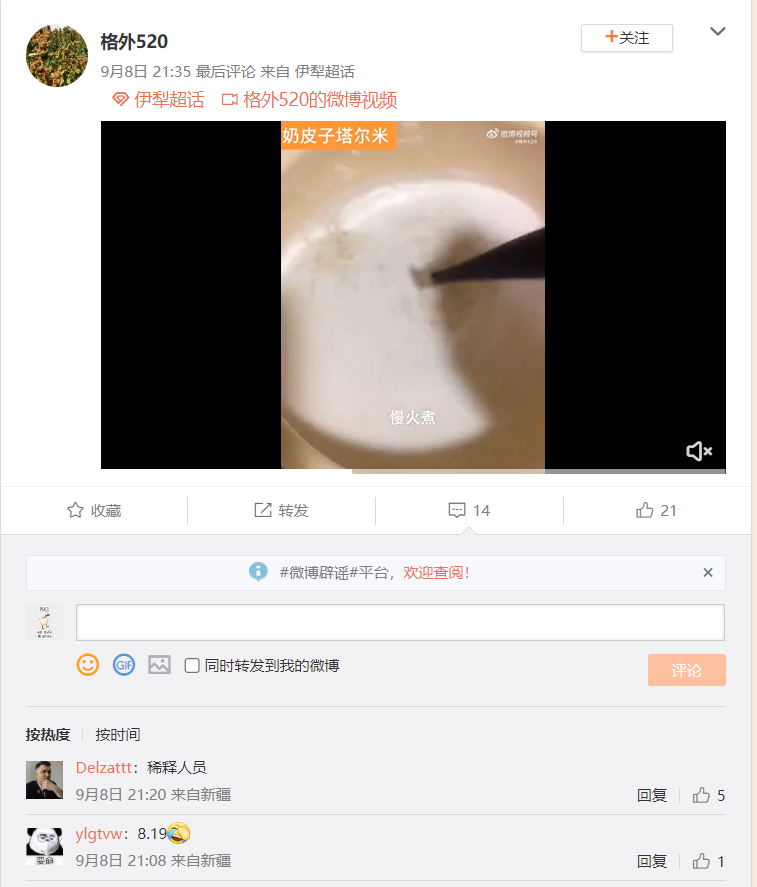 格外520
+关注
9月8日 21:35 最后评论 来自 伊犁超话
伊犁超话 格外520的微博视频
奶皮子塔尔米
微博视频号
@格外520
慢火煮
收藏
转发
14
21
#微博辟谣#平台，欢迎查阅！
×
GIF
同时转发到我的微博
评论
按热度 | 按时间
Delzattt：稀释人员
9月8日 21:20 来自新疆
回复
5
ylgtvw：8.19
9月8日 21:08 来自新疆
回复
1